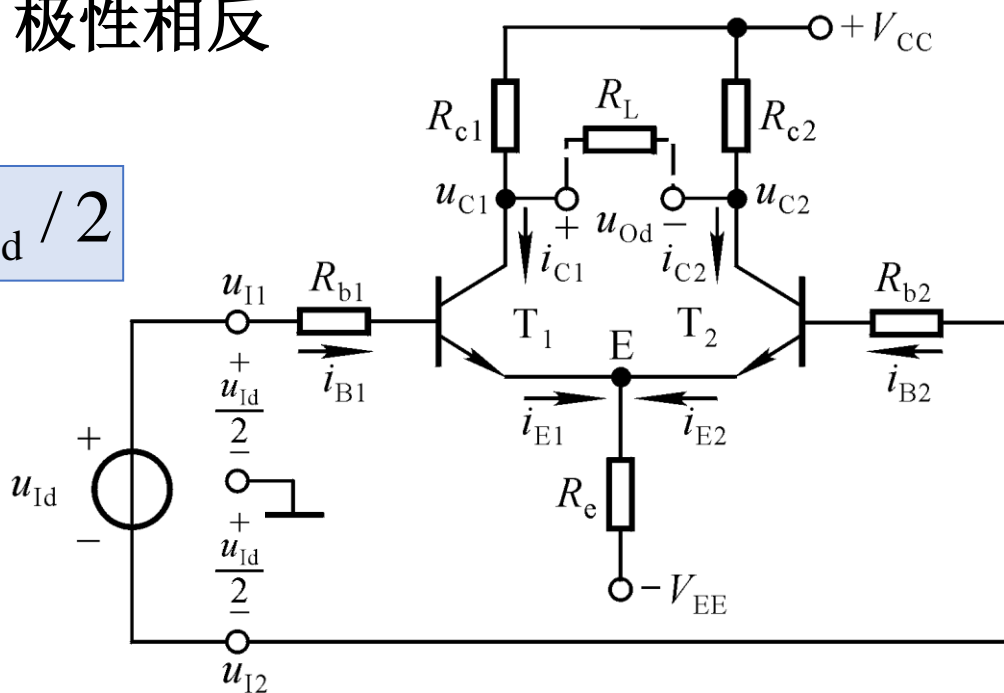 极性相反
+V_CC
R_c1
R_L
R_c2
u_C1
+
u_Od
−
u_C2
d / 2
i_C1
i_C2
u_I1
R_b1
T_1
T_2
R_b2
E
+
u_Id
2
−
i_B1
i_B2
i_E1
i_E2
+
u_Id
−
R_e
+
u_Id
2
−
−V_EE
u_I2